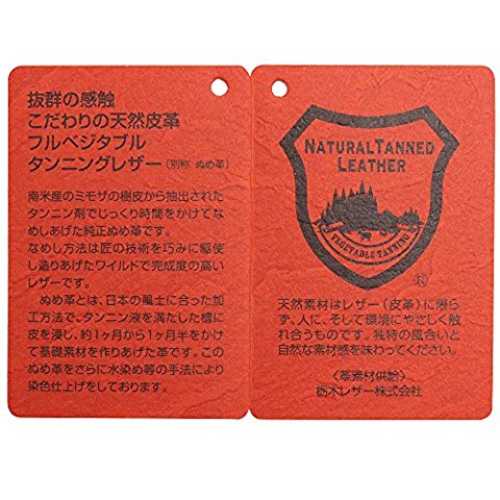 抜群の感触
こだわりの天然皮革
フルベジタブル
タンニングレザー（別称 ぬめ革）
南米産のミモザの樹皮から抽出された
タンニン剤でじっくり時間をかけてな
めしあげた純正ぬめ革です。
なめし方法は匠の技術を巧みに駆使
し造りあげたワイルドで完成度の高い
レザーです。
ぬめ革とは、日本の風土に合った加
工方法で、タンニン液を満たした槽に
皮を浸し、約1ヶ月から1ヶ月半をかけ
て基礎素材を作りあげた革です。この
ぬめ革をさらに水染め等の手法により
染色仕上げをしております。
NATURAL TANNED
LEATHER
VEGETABLE TANNING
®
天然素材はレザー（皮革）に限ら
ず、人に、そして環境にやさしく触
れ合うものです。独特の風合いと
自然な素材感を味わってください。
〈革素材供給〉
栃木レザー株式会社